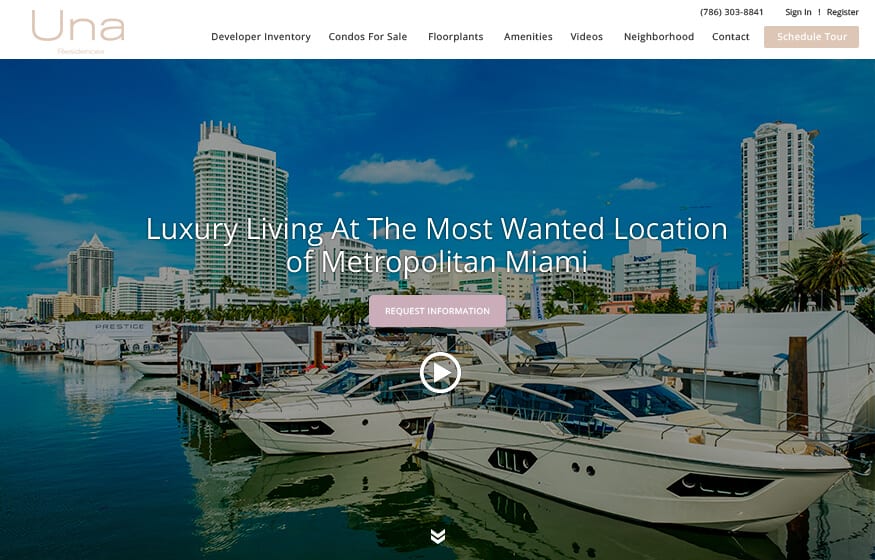 Una
Residences
(786) 303-8841
Sign In ! Register
Developer Inventory
Condos For Sale
Floorplants
Amenities
Videos
Neighborhood
Contact
Schedule Tour
Luxury Living At The Most Wanted Location
of Metropolitan Miami
REQUEST INFORMATION
PRESTIGE